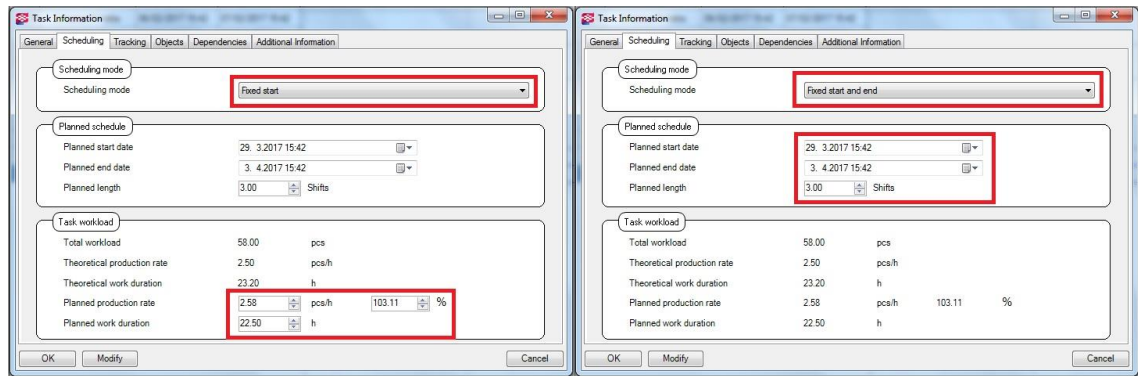 Task Information
General Scheduling Tracking Objects Dependencies Additional Information
Scheduling mode
Scheduling mode Fixed start
Planned schedule
Planned start date 29. 3.2017 15:42
Planned end date 3. 4.2017 15:42
Planned length 3.00 Shifts
Task workload
Total workload 58.00 pcs
Theoretical production rate 2.50 pcs/h
Theoretical work duration 23.20 h
Planned production rate 2.58 pcs/h 103.11 %
Planned work duration 22.50 h
OK Modify Cancel
Task Information
General Scheduling Tracking Objects Dependencies Additional Information
Scheduling mode
Scheduling mode Fixed start and end
Planned schedule
Planned start date 29. 3.2017 15:42
Planned end date 3. 4.2017 15:42
Planned length 3.00 Shifts
Task workload
Total workload 58.00 pcs
Theoretical production rate 2.50 pcs/h
Theoretical work duration 23.20 h
Planned production rate 2.58 pcs/h 103.11 %
Planned work duration 22.50 h
OK Modify Cancel